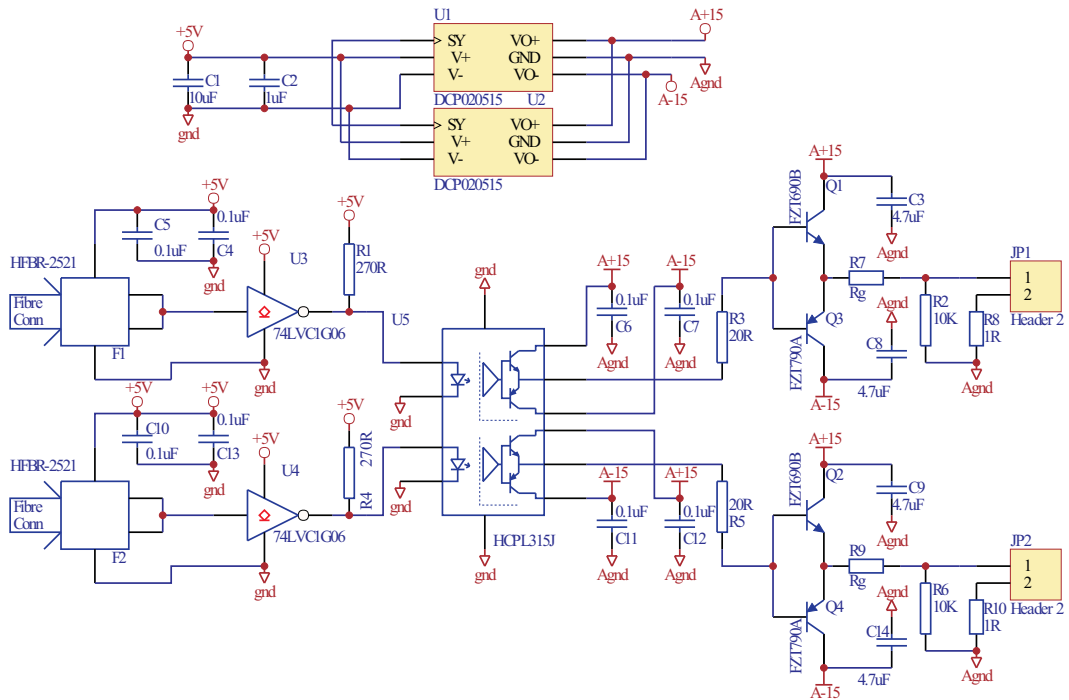 U1
+5V
A+15
SY
VO+
V+
GND
V-
VO-
C1
10uF
C2
1uF
DCP020515
U2
Agnd
A-15
gnd
SY
VO+
V+
GND
V-
VO-
DCP020515
+5V
+5V
C5
0.1uF
0.1uF
C4
+5V
U3
R1
270R
gnd
HFBR-2521
Fibre
Conn
F1
74LVC1G06
gnd
U5
gnd
gnd
A+15
0.1uF
C6
Agnd
A-15
0.1uF
C7
Agnd
R3
20R
A+15
FZT690B
Q1
C3
4.7uF
Agnd
R7
Rg
Q3
FZT790A
Agnd
C8
4.7uF
A-15
R2
10K
R8
1R
Agnd
JP1
1
2
Header 2
+5V
+5V
C10
0.1uF
0.1uF
C13
+5V
U4
+5V
270R
R4
gnd
HFBR-2521
Fibre
Conn
F2
74LVC1G06
gnd
gnd
HCPL315J
gnd
A-15
0.1uF
C11
Agnd
A+15
0.1uF
C12
Agnd
20R
R5
A+15
FZT690B
Q2
C9
4.7uF
Agnd
R9
Rg
Q4
FZT790A
Agnd
C14
4.7uF
A-15
R6
10K
R10
1R
Agnd
JP2
1
2
Header 2